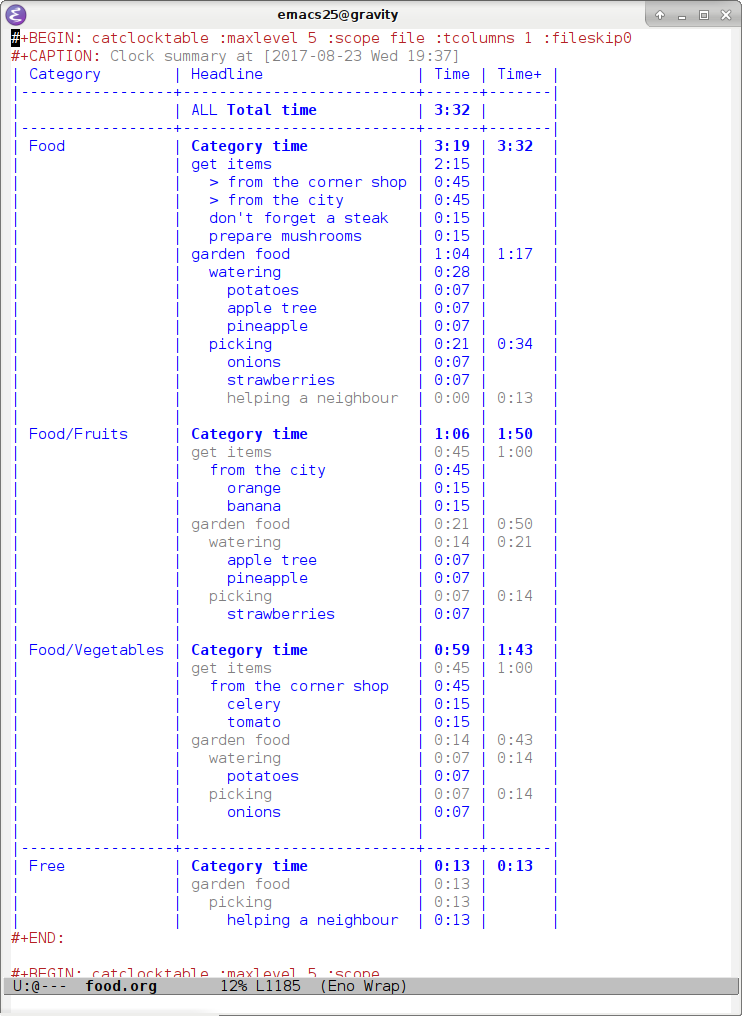 emacs25@gravity
#+BEGIN: catclocktable :maxlevel 5 :scope file :tcolumns 1 :fileskip0
#+CAPTION: Clock summary at [2017-08-23 Wed 19:37]
| Category        | Headline                 | Time | Time+ |
|-----------------+--------------------------+------+-------|
|                 | ALL Total time           | 3:32 |       |
|-----------------+--------------------------+------+-------|
| Food            | Category time            | 3:19 | 3:32  |
|                 | get items                | 2:15 |       |
|                 |   > from the corner shop | 0:45 |       |
|                 |   > from the city        | 0:45 |       |
|                 |   don't forget a steak   | 0:15 |       |
|                 |   prepare mushrooms      | 0:15 |       |
|                 | garden food              | 1:04 | 1:17  |
|                 |   watering               | 0:28 |       |
|                 |     potatoes             | 0:07 |       |
|                 |     apple tree           | 0:07 |       |
|                 |     pineapple            | 0:07 |       |
|                 |   picking                | 0:21 | 0:34  |
|                 |     onions               | 0:07 |       |
|                 |     strawberries         | 0:07 |       |
|                 |     helping a neighbour  | 0:00 | 0:13  |
|                 |                          |      |       |
| Food/Fruits     | Category time            | 1:06 | 1:50  |
|                 | get items                | 0:45 | 1:00  |
|                 |   from the city          | 0:45 |       |
|                 |     orange               | 0:15 |       |
|                 |     banana               | 0:15 |       |
|                 | garden food              | 0:21 | 0:50  |
|                 |   watering               | 0:14 | 0:21  |
|                 |     apple tree           | 0:07 |       |
|                 |     pineapple            | 0:07 |       |
|                 |   picking                | 0:07 | 0:14  |
|                 |     strawberries         | 0:07 |       |
|                 |                          |      |       |
| Food/Vegetables | Category time            | 0:59 | 1:43  |
|                 | get items                | 0:45 | 1:00  |
|                 |   from the corner shop   | 0:45 |       |
|                 |     celery               | 0:15 |       |
|                 |     tomato               | 0:15 |       |
|                 | garden food              | 0:14 | 0:43  |
|                 |   watering               | 0:07 | 0:14  |
|                 |     potatoes             | 0:07 |       |
|                 |   picking                | 0:07 | 0:14  |
|                 |     onions               | 0:07 |       |
|                 |                          |      |       |
|-----------------+--------------------------+------+-------|
| Free            | Category time            | 0:13 | 0:13  |
|                 | garden food              | 0:13 |       |
|                 |   picking                | 0:13 |       |
|                 |     helping a neighbour  | 0:13 |       |
#+END:
#+BEGIN: catclocktable :maxlevel 5 :scope
U:@---  food.org       12% L1185  (Eno Wrap)